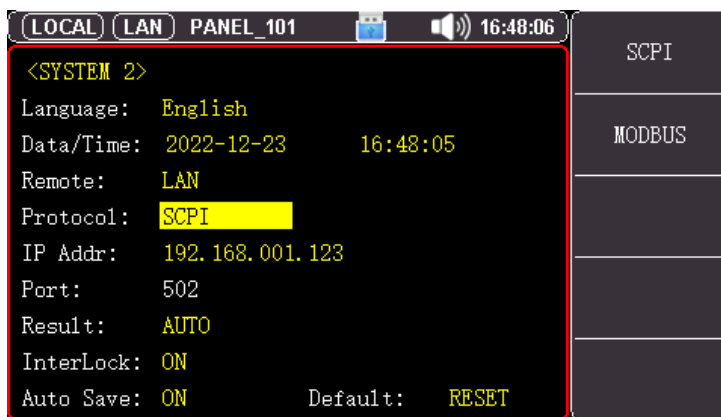 LOCAL LAN PANEL_101 16:48:06
<SYSTEM 2>
Language: English
Data/Time: 2022-12-23 16:48:05
Remote: LAN
Protocol: SCPI
IP Addr: 192.168.001.123
Port: 502
Result: AUTO
InterLock: ON
Auto Save: ON Default: RESET
SCPI
MODBUS